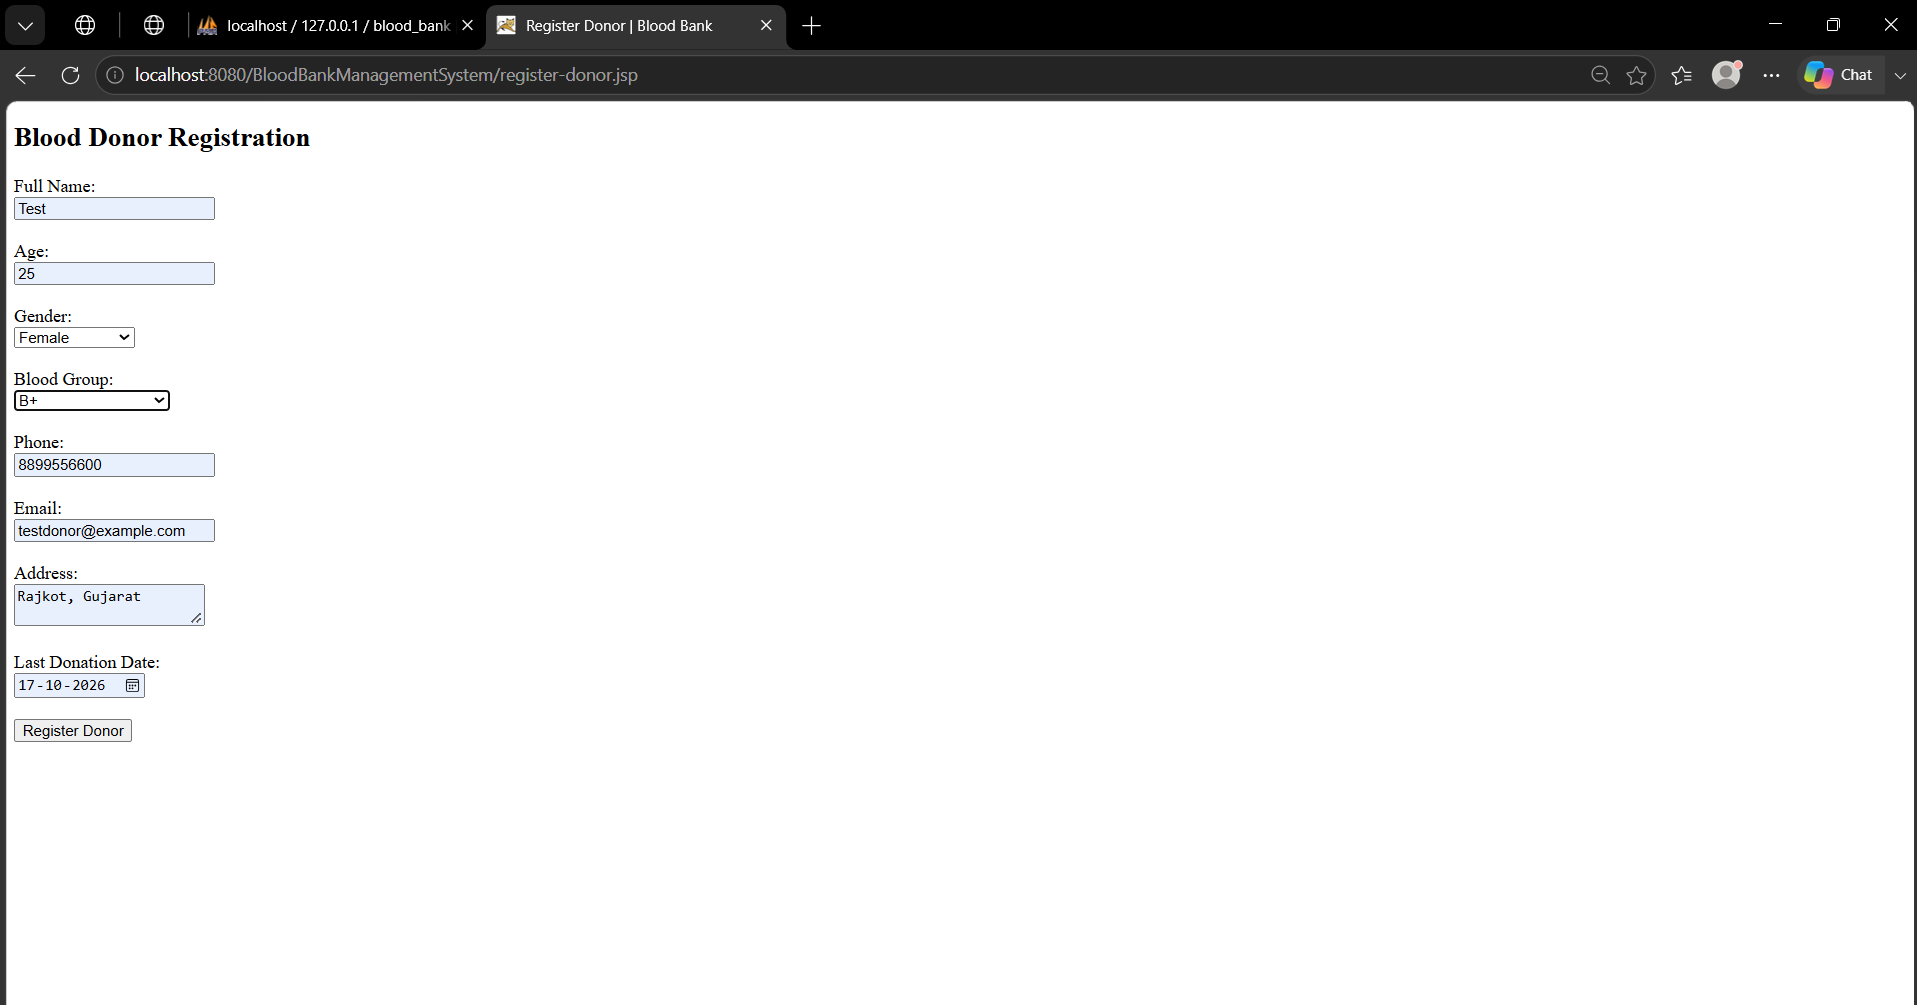 localhost / 127.0.0.1 / blood_bank
Register Donor | Blood Bank
localhost:8080/BloodBankManagementSystem/register-donor.jsp
Chat
Blood Donor Registration
Full Name:
Test
Age:
25
Gender:
Female
Blood Group:
B+
Phone:
8899556600
Email:
testdonor@example.com
Address:
Rajkot, Gujarat
Last Donation Date:
17-10-2026
Register Donor